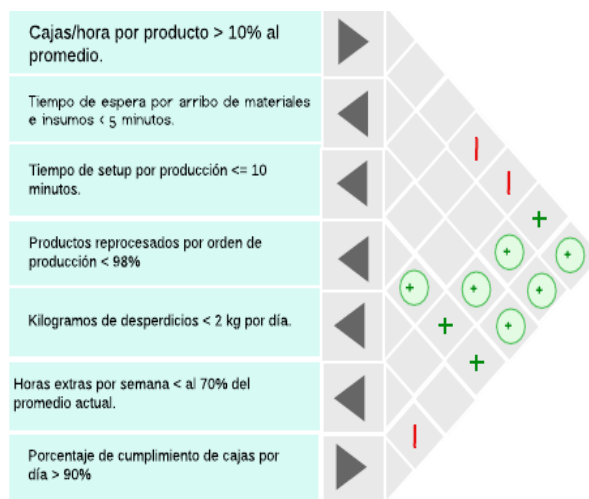 Cajas/hora por producto > 10% al
promedio.
Tiempo de espera por arribo de materiales
e insumos < 5 minutos.
Tiempo de setup por producción <= 10
minutos.
Productos reprocesados por orden de
producción < 98%
Kilogramos de desperdicios < 2 kg por día.
Horas extras por semana < al 70% del
promedio actual.
Porcentaje de cumplimiento de cajas por
día > 90%